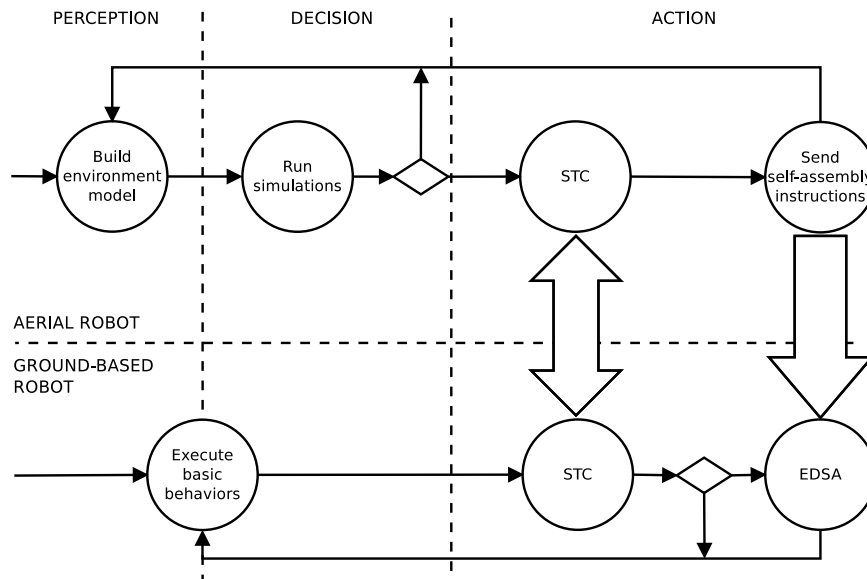 PERCEPTION
DECISION
ACTION
Build
environment
model
Run
simulations
STC
Send
self-assembly
instructions
AERIAL ROBOT
GROUND-BASED
ROBOT
Execute
basic
behaviors
STC
EDSA